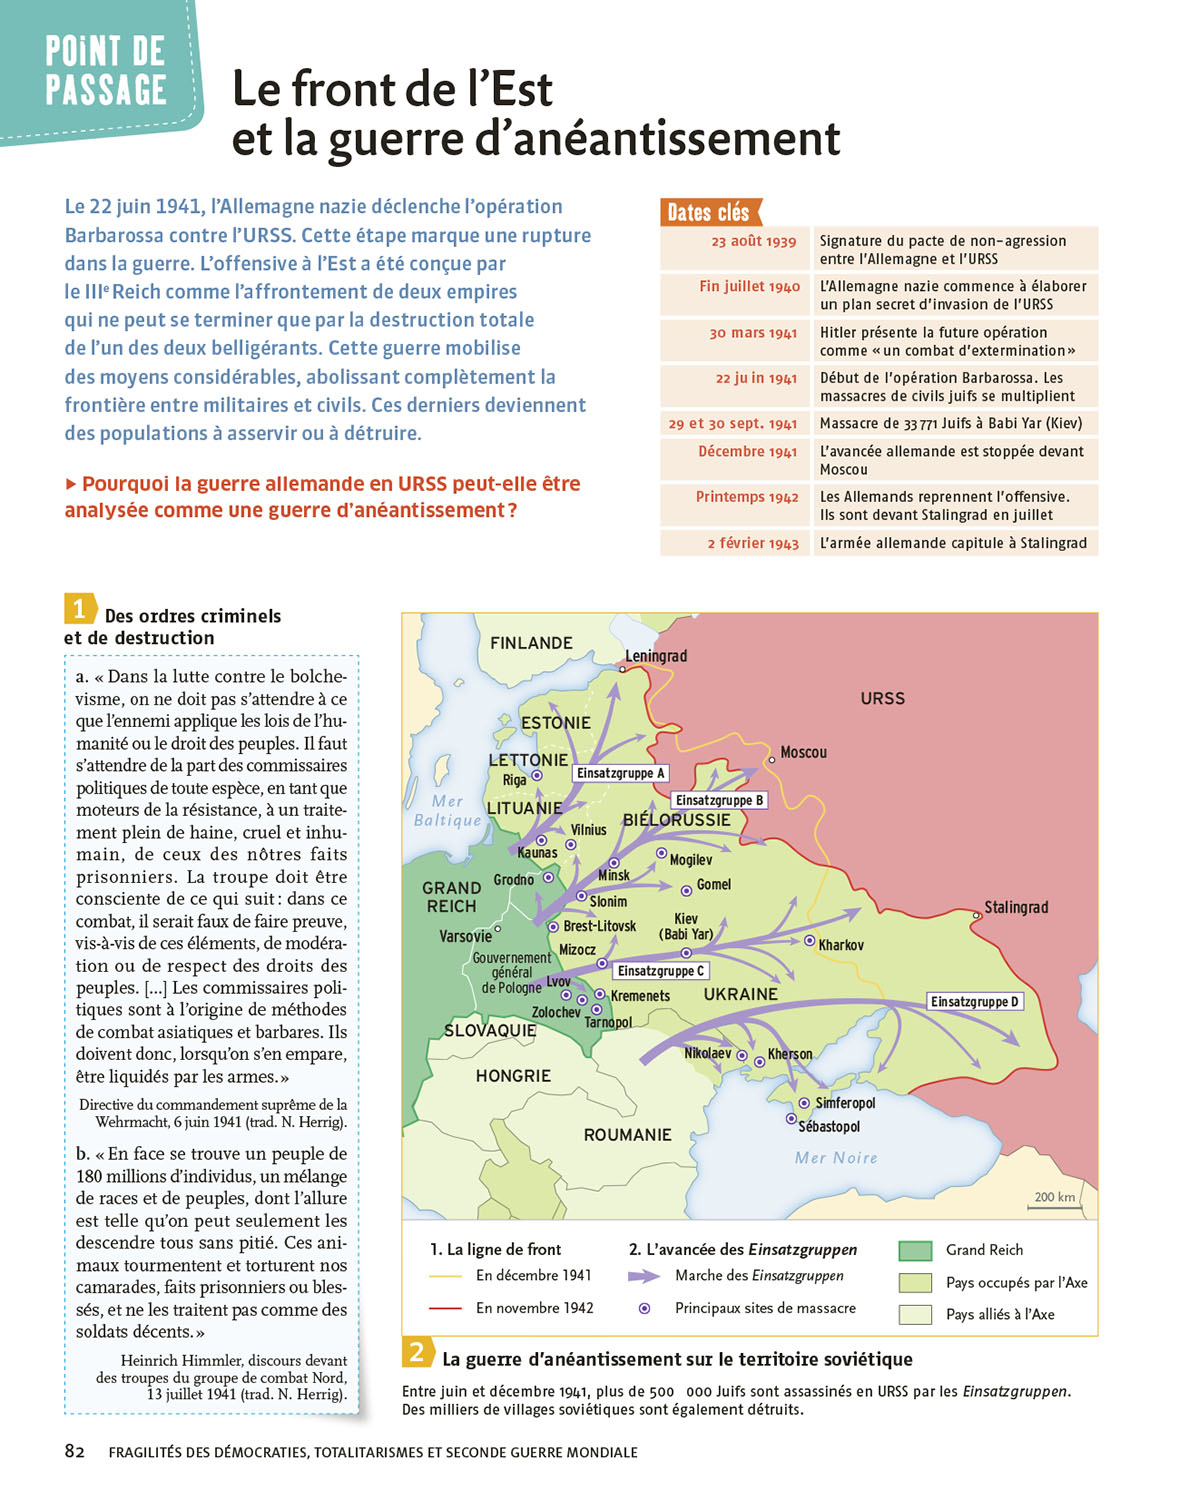 POINT DE
PASSAGE
Le front de l’Est
et la guerre d’anéantissement
Le 22 juin 1941, l’Allemagne nazie déclenche l’opération
Barbarossa contre l’URSS. Cette étape marque une rupture
dans la guerre. L’offensive à l’Est a été conçue par
le IIIe Reich comme l’affrontement de deux empires
qui ne peut se terminer que par la destruction totale
de l’un des deux belligérants. Cette guerre mobilise
des moyens considérables, abolissant complètement la
frontière entre militaires et civils. Ces derniers deviennent
des populations à asservir ou à détruire.
▶ Pourquoi la guerre allemande en URSS peut-elle être
analysée comme une guerre d’anéantissement ?
Dates clés
23 août 1939 Signature du pacte de non-agression
entre l’Allemagne et l’URSS
Fin juillet 1940 L’Allemagne nazie commence à élaborer
un plan secret d’invasion de l’URSS
30 mars 1941 Hitler présente la future opération
comme « un combat d’extermination »
22 ju in 1941 Début de l’opération Barbarossa. Les
massacres de civils juifs se multiplient
29 et 30 sept. 1941 Massacre de 33 771 Juifs à Babi Yar (Kiev)
Décembre 1941 L’avancée allemande est stoppée devant
Moscou
Printemps 1942 Les Allemands reprennent l’offensive.
Ils sont devant Stalingrad en juillet
2 février 1943 L’armée allemande capitule à Stalingrad
1 Des ordres criminels
et de destruction
a. « Dans la lutte contre le bolche-
visme, on ne doit pas s’attendre à ce
que l’ennemi applique les lois de l’hu-
manité ou le droit des peuples. Il faut
s’attendre de la part des commissaires
politiques de toute espèce, en tant que
moteurs de la résistance, à un traite-
ment plein de haine, cruel et inhu-
main, de ceux des nôtres faits
prisonniers. La troupe doit être
consciente de ce qui suit : dans ce
combat, il serait faux de faire preuve,
vis-à-vis de ces éléments, de modéra-
tion ou de respect des droits des
peuples. [...] Les commissaires poli-
tiques sont à l’origine de méthodes
de combat asiatiques et barbares. Ils
doivent donc, lorsqu’on s’en empare,
être liquidés par les armes. »
Directive du commandement suprême de la
Wehrmacht, 6 juin 1941 (trad. N. Herrig).
b. « En face se trouve un peuple de
180 millions d’individus, un mélange
de races et de peuples, dont l’allure
est telle qu’on peut seulement les
descendre tous sans pitié. Ces ani-
maux tourmentent et torturent nos
camarades, faits prisonniers ou bles-
sés, et ne les traitent pas comme des
soldats décents. »
Heinrich Himmler, discours devant
des troupes du groupe de combat Nord,
13 juillet 1941 (trad. N. Herrig).
FINLANDE
Leningrad
URSS
ESTONIE
Moscou
LETTONIE
Riga
Einsatzgruppe A
Mer
Baltique
LITUANIE
Einsatzgruppe B
BIÉLORUSSIE
Vilnius
Kaunas
Mogilev
Minsk
Grodno
GRAND
REICH
Gomel
Slonim
Stalingrad
Brest-Litovsk
Kiev
(Babi Yar)
Varsovie
Mizocz
Kharkov
Gouvernement
général
de Pologne
Einsatzgruppe C
Lvov
Kremenets
UKRAINE
Einsatzgruppe D
Zolochev
Tarnopol
SLOVAQUIE
Nikolaev
Kherson
HONGRIE
Simferopol
Sébastopol
ROUMANIE
Mer Noire
200 km
1. La ligne de front
En décembre 1941
En novembre 1942
2. L’avancée des Einsatzgruppen
Marche des Einsatzgruppen
Principaux sites de massacre
Grand Reich
Pays occupés par l’Axe
Pays alliés à l’Axe
2 La guerre d’anéantissement sur le territoire soviétique
Entre juin et décembre 1941, plus de 500 000 Juifs sont assassinés en URSS par les Einsatzgruppen.
Des milliers de villages soviétiques sont également détruits.
82 FRAGILITÉS DES DÉMOCRATIES, TOTALITARISMES ET SECONDE GUERRE MONDIALE